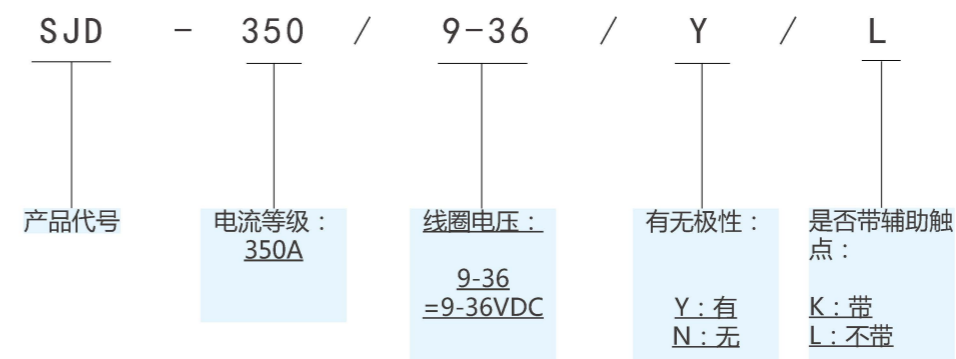 SJD - 350 / 9-36 / Y / L
产品代号
电流等级：
350A
线圈电压：
9-36
=9-36VDC
有无极性：
Y：有
N：无
是否带辅助触
点：
K：带
L：不带